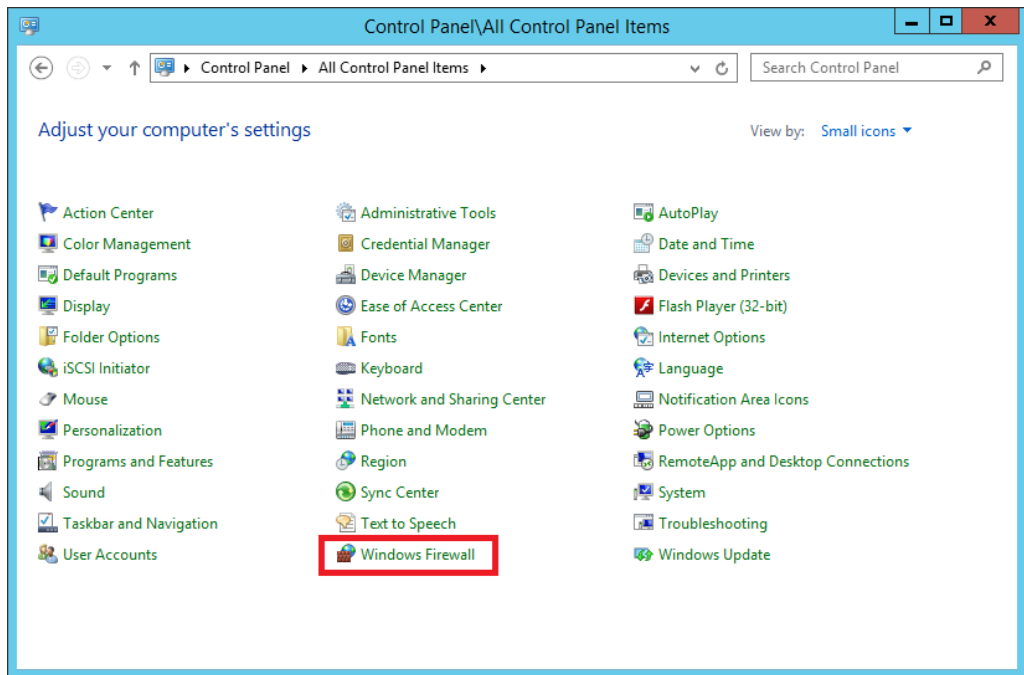 Control Panel\All Control Panel Items
Control Panel All Control Panel Items Search Control Panel
Adjust your computer's settings View by: Small icons
Action Center Administrative Tools AutoPlay
Color Management Credential Manager Date and Time
Default Programs Device Manager Devices and Printers
Display Ease of Access Center Flash Player (32-bit)
Folder Options Fonts Internet Options
iSCSI Initiator Keyboard Language
Mouse Network and Sharing Center Notification Area Icons
Personalization Phone and Modem Power Options
Programs and Features Region RemoteApp and Desktop Connections
Sound Sync Center System
Taskbar and Navigation Text to Speech Troubleshooting
User Accounts Windows Firewall Windows Update